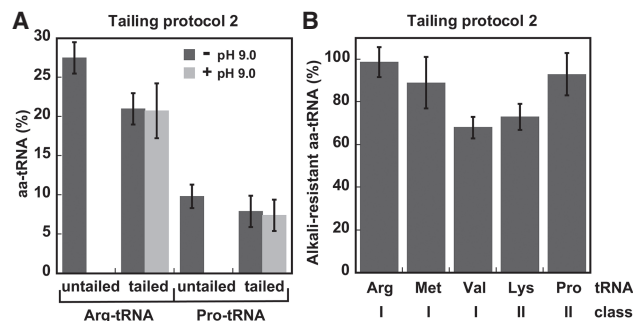 A
Tailing protocol 2
aa-tRNA (%)
30
25
20
15
10
5
0
- pH 9.0
+ pH 9.0
untailed tailed untailed tailed
Arg-tRNA Pro-tRNA
B
Tailing protocol 2
Alkali-resistant aa-tRNA (%)
100
80
60
40
20
0
Arg Met Val Lys Pro tRNA
I I I II II class